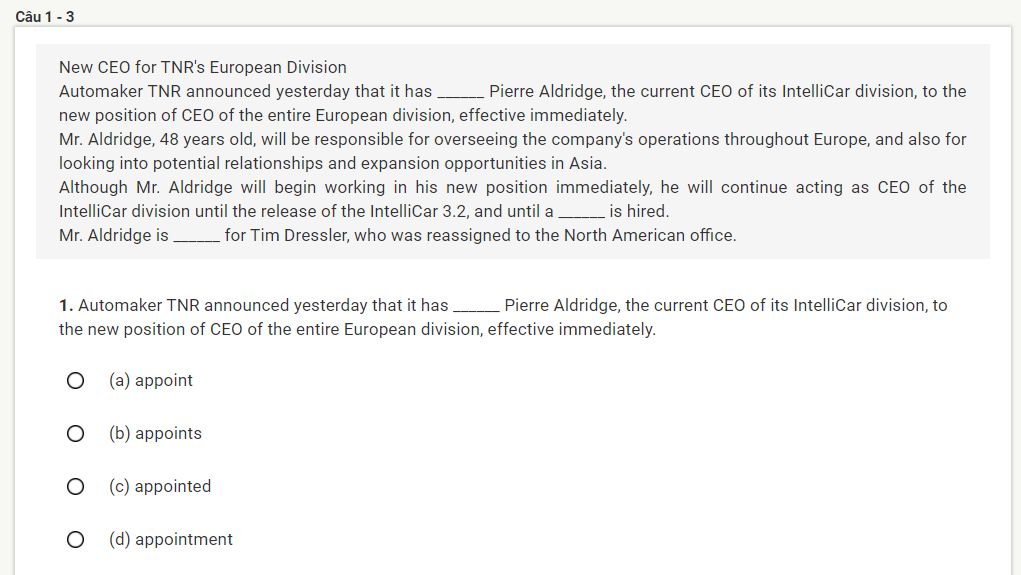 Câu 1 - 3
New CEO for TNR's European Division
Automaker TNR announced yesterday that it has ______ Pierre Aldridge, the current CEO of its IntelliCar division, to the
new position of CEO of the entire European division, effective immediately.
Mr. Aldridge, 48 years old, will be responsible for overseeing the company's operations throughout Europe, and also for
looking into potential relationships and expansion opportunities in Asia.
Although Mr. Aldridge will begin working in his new position immediately, he will continue acting as CEO of the
IntelliCar division until the release of the IntelliCar 3.2, and until a ______ is hired.
Mr. Aldridge is ______ for Tim Dressler, who was reassigned to the North American office.
1. Automaker TNR announced yesterday that it has ______ Pierre Aldridge, the current CEO of its IntelliCar division, to
the new position of CEO of the entire European division, effective immediately.
(a) appoint
(b) appoints
(c) appointed
(d) appointment